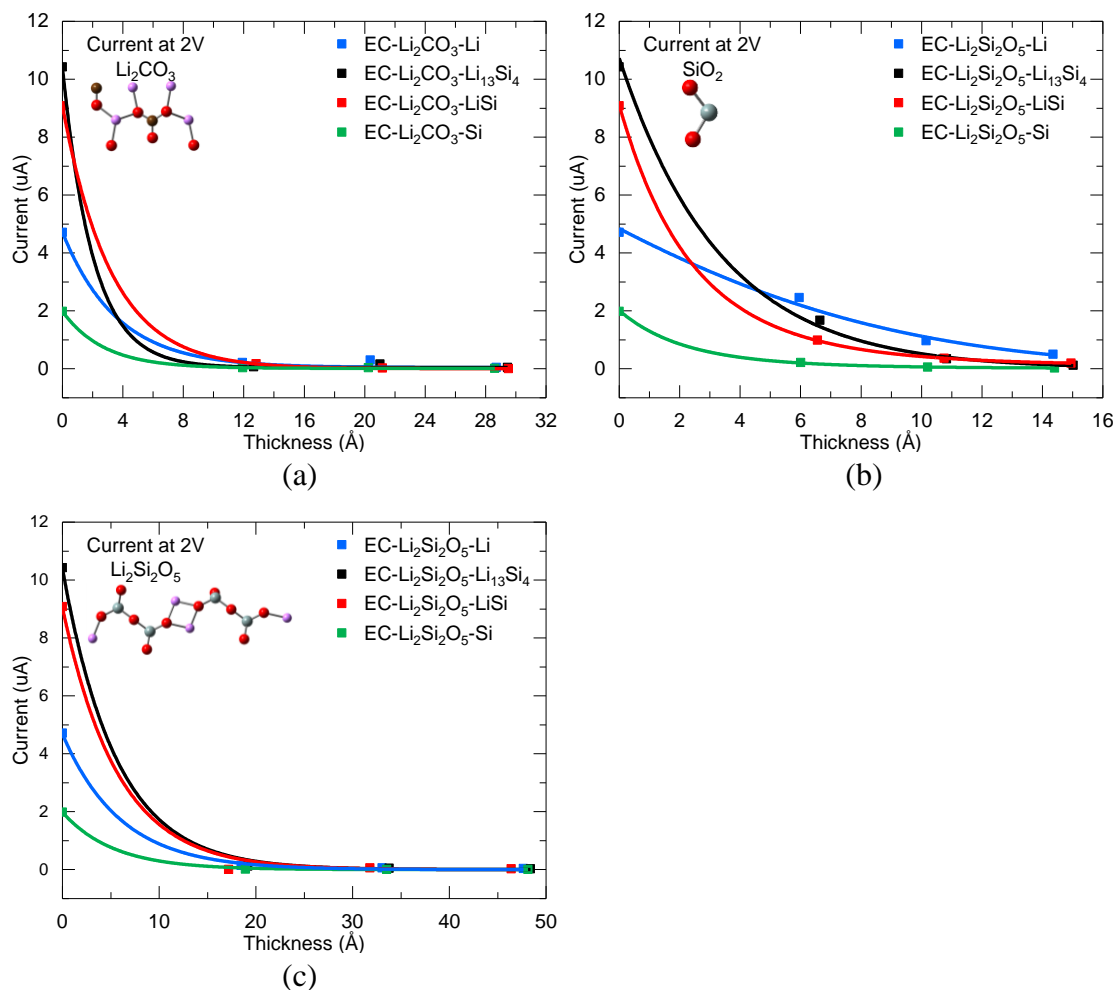 12
10
8
6
4
2
0
Current (uA)
Current at 2V
Li₂CO₃
EC-Li₂CO₃-Li
EC-Li₂CO₃-Li₁₃Si₄
EC-Li₂CO₃-LiSi
EC-Li₂CO₃-Si
0 4 8 12 16 20 24 28 32
Thickness (Å)
(a)
12
10
8
6
4
2
0
Current (uA)
Current at 2V
SiO₂
EC-Li₂Si₂O₅-Li
EC-Li₂Si₂O₅-Li₁₃Si₄
EC-Li₂Si₂O₅-LiSi
EC-Li₂Si₂O₅-Si
0 2 4 6 8 10 12 14 16
Thickness (Å)
(b)
12
10
8
6
4
2
0
Current (uA)
Current at 2V
Li₂Si₂O₅
EC-Li₂Si₂O₅-Li
EC-Li₂Si₂O₅-Li₁₃Si₄
EC-Li₂Si₂O₅-LiSi
EC-Li₂Si₂O₅-Si
0 10 20 30 40 50
Thickness (Å)
(c)